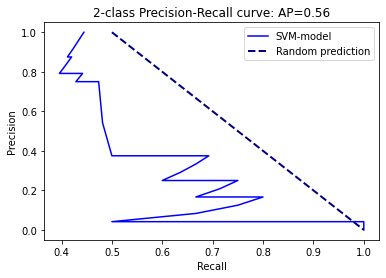 2-class Precision-Recall curve: AP=0.56
SVM-model
Random prediction
Precision
1.0
0.8
0.6
0.4
0.2
0.0
0.4
0.5
0.6
0.7
0.8
0.9
1.0
Recall